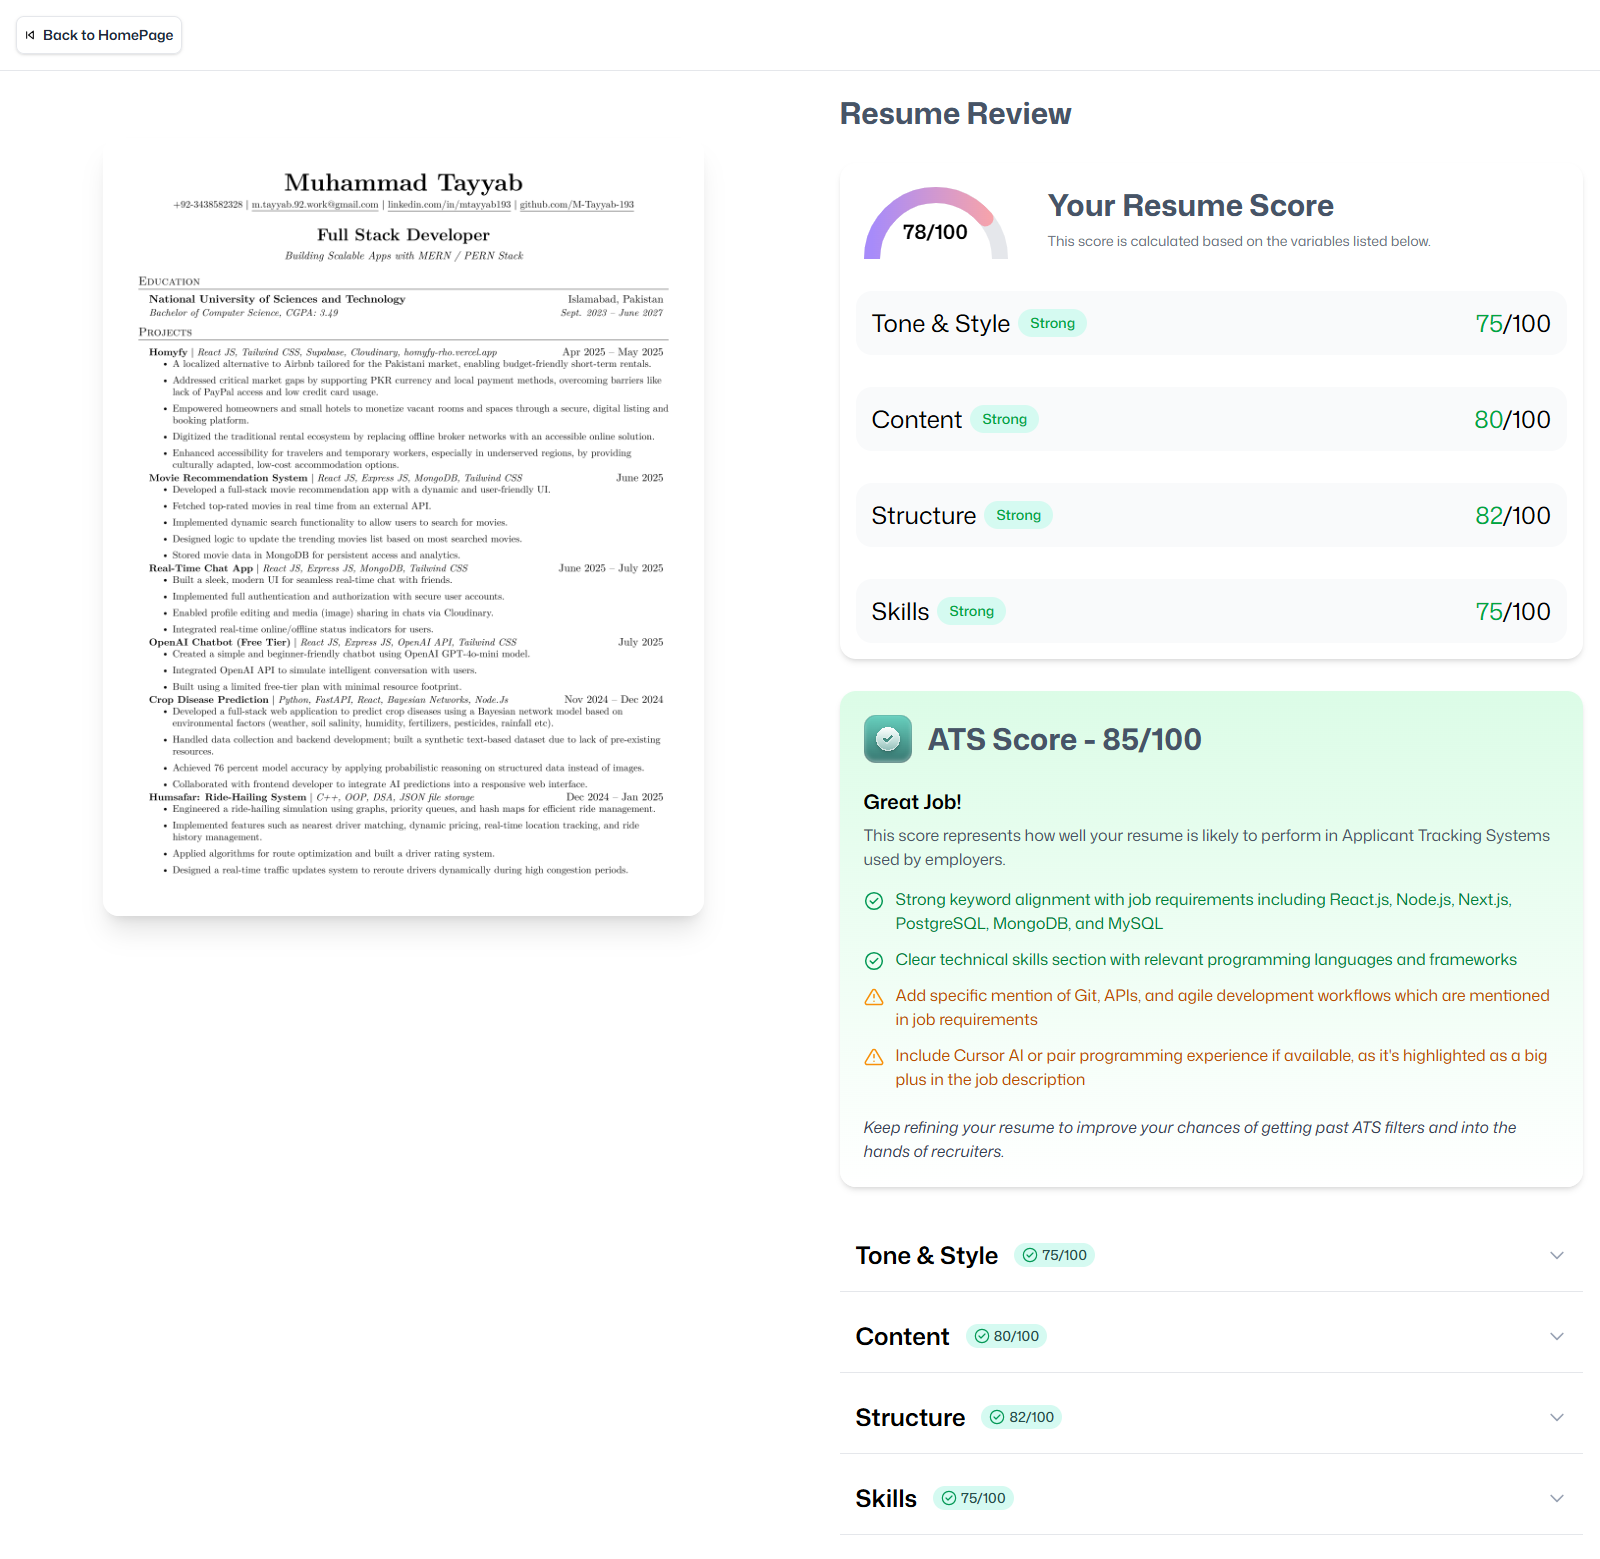 Back to HomePage
Muhammad Tayyab
+92-3438582328 | m.tayyab.92.work@gmail.com | linkedin.com/in/mtayyab193 | github.com/M-Tayyab-193
Full Stack Developer
Building Scalable Apps with MERN / PERN Stack
EDUCATION
National University of Sciences and Technology Islamabad, Pakistan
Bachelor of Computer Science, CGPA: 3.49 Sept. 2023 – June 2027
PROJECTS
Homyfy | React JS, Tailwind CSS, Supabase, Cloudinary, homyfy-rho.vercel.app Apr 2025 – May 2025
• A localized alternative to Airbnb tailored for the Pakistani market, enabling budget-friendly short-term rentals.
• Addressed critical market gaps by supporting PKR currency and local payment methods, overcoming barriers like
lack of PayPal access and low credit card usage.
• Empowered homeowners and small hotels to monetize vacant rooms and spaces through a secure, digital listing and
booking platform.
• Digitized the traditional rental ecosystem by replacing offline broker networks with an accessible online solution.
• Enhanced accessibility for travelers and temporary workers, especially in underserved regions, by providing
culturally adapted, low-cost accommodation options.
Movie Recommendation System | React JS, Express JS, MongoDB, Tailwind CSS June 2025
• Developed a full-stack movie recommendation app with a dynamic and user-friendly UI.
• Fetched top-rated movies in real time from an external API.
• Implemented dynamic search functionality to allow users to search for movies.
• Designed logic to update the trending movies list based on most searched movies.
• Stored movie data in MongoDB for persistent access and analytics.
Real-Time Chat App | React JS, Express JS, MongoDB, Tailwind CSS June 2025 – July 2025
• Built a sleek, modern UI for seamless real-time chat with friends.
• Implemented full authentication and authorization with secure user accounts.
• Enabled profile editing and media (image) sharing in chats via Cloudinary.
• Integrated real-time online/offline status indicators for users.
OpenAI Chatbot (Free Tier) | React JS, Express JS, OpenAI API, Tailwind CSS July 2025
• Created a simple and beginner-friendly chatbot using OpenAI GPT-4o-mini model.
• Integrated OpenAI API to simulate intelligent conversation with users.
• Built using a limited free-tier plan with minimal resource footprint.
Crop Disease Prediction | Python, FastAPI, React, Bayesian Networks, Node.Js Nov 2024 – Dec 2024
• Developed a full-stack web application to predict crop diseases using a Bayesian network model based on
environmental factors (weather, soil salinity, humidity, fertilizers, pesticides, rainfall etc).
• Handled data collection and backend development; built a synthetic text-based dataset due to lack of pre-existing
resources.
• Achieved 76 percent model accuracy by applying probabilistic reasoning on structured data instead of images.
• Collaborated with frontend developer to integrate AI predictions into a responsive web interface.
Humsafar: Ride-Hailing System | C++, OOP, DSA, JSON file storage Dec 2024 – Jan 2025
• Engineered a ride-hailing simulation using graphs, priority queues, and hash maps for efficient ride management.
• Implemented features such as nearest driver matching, dynamic pricing, real-time location tracking, and ride
history management.
• Applied algorithms for route optimization and built a driver rating system.
• Designed a real-time traffic updates system to reroute drivers dynamically during high congestion periods.
Resume Review
78/100
Your Resume Score
This score is calculated based on the variables listed below.
Tone & Style Strong 75/100
Content Strong 80/100
Structure Strong 82/100
Skills Strong 75/100
ATS Score - 85/100
Great Job!
This score represents how well your resume is likely to perform in Applicant Tracking Systems
used by employers.
Strong keyword alignment with job requirements including React.js, Node.js, Next.js,
PostgreSQL, MongoDB, and MySQL
Clear technical skills section with relevant programming languages and frameworks
Add specific mention of Git, APIs, and agile development workflows which are mentioned
in job requirements
Include Cursor AI or pair programming experience if available, as it's highlighted as a big
plus in the job description
Keep refining your resume to improve your chances of getting past ATS filters and into the
hands of recruiters.
Tone & Style 75/100
Content 80/100
Structure 82/100
Skills 75/100